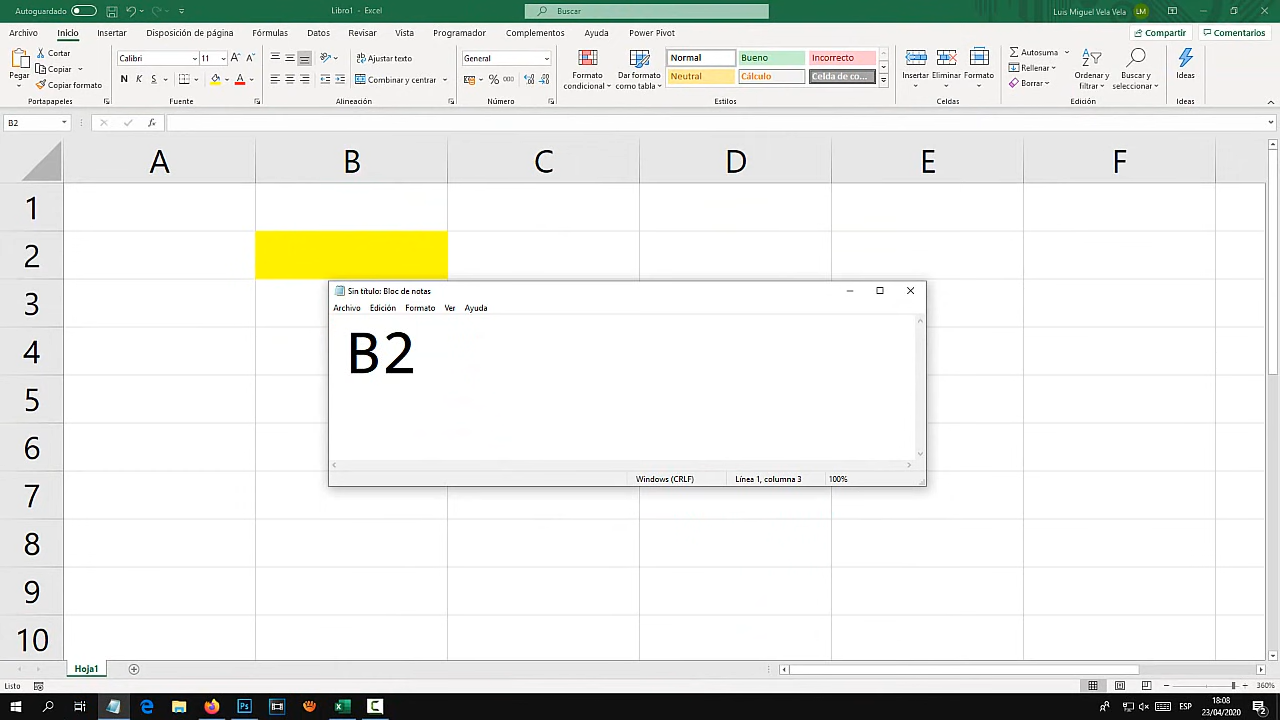 Autoguardado
Libro1 - Excel
Buscar
Luis Miguel Vela Vela
LM
Archivo Inicio Insertar Disposición de página Fórmulas Datos Revisar Vista Programador Complementos Ayuda Power Pivot
Compartir Comentarios
Pegar
Cortar
Copiar
Copiar formato
Portapapeles
Calibri 11
N K S
Fuente
Ajustar texto
Combinar y centrar
Alineación
General
% 000
Número
Formato condicional
Dar formato como tabla
Normal Bueno Incorrecto
Neutral Cálculo Celda de co...
Estilos
Insertar Eliminar Formato
Celdas
Autosuma
Rellenar
Borrar
Ordenar y filtrar
Buscar y seleccionar
Edición
Ideas
Ideas
B2
fx
A B C D E F
1
2
3
4
5
6
7
8
9
10
Sin título: Bloc de notas
Archivo Edición Formato Ver Ayuda
B2
Windows (CRLF) Línea 1, columna 3 100%
Hoja1
Listo
360%
ESP
18:08
23/04/2020
2